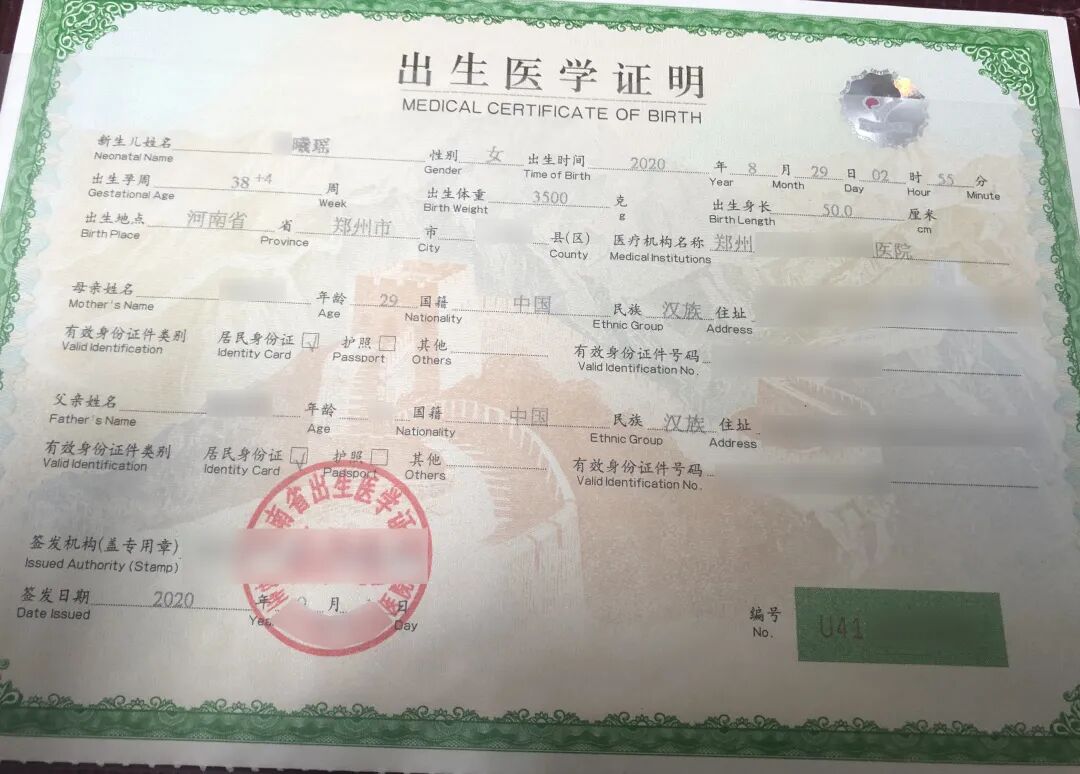 出生医学证明
MEDICAL CERTIFICATE OF BIRTH
新生儿姓名 曦瑶 性别 女 出生时间 2020 年 8 月 29 日 02 时 55 分
Neonatal Name Gender Time of Birth Year Month Day Hour Minute
出生孕周 38+4 周 出生体重 3500 克 出生身长 50.0 厘米
Gestational Age Week Birth Weight g Birth Length cm
出生地点 河南省 省 郑州市 市 县(区) 医疗机构名称 郑州 医院
Birth Place Province City County Medical Institutions
母亲姓名 年龄 29 国籍 中国 民族 汉族 住址
Mother's Name Age Nationality Ethnic Group Address
有效身份证件类别 居民身份证 护照 其他 有效身份证件号码
Valid Identification Identity Card Passport Others Valid Identification No.
父亲姓名 年龄 国籍 中国 民族 汉族 住址
Father's Name Age Nationality Ethnic Group Address
有效身份证件类别 居民身份证 护照 其他 有效身份证件号码
Valid Identification Identity Card Passport Others Valid Identification No.
南省出生医学证
签发机构(盖专用章)
Issued Authority (Stamp)
医院
签发日期 2020 年 月 日
Date Issued Day
编号 U41
No.